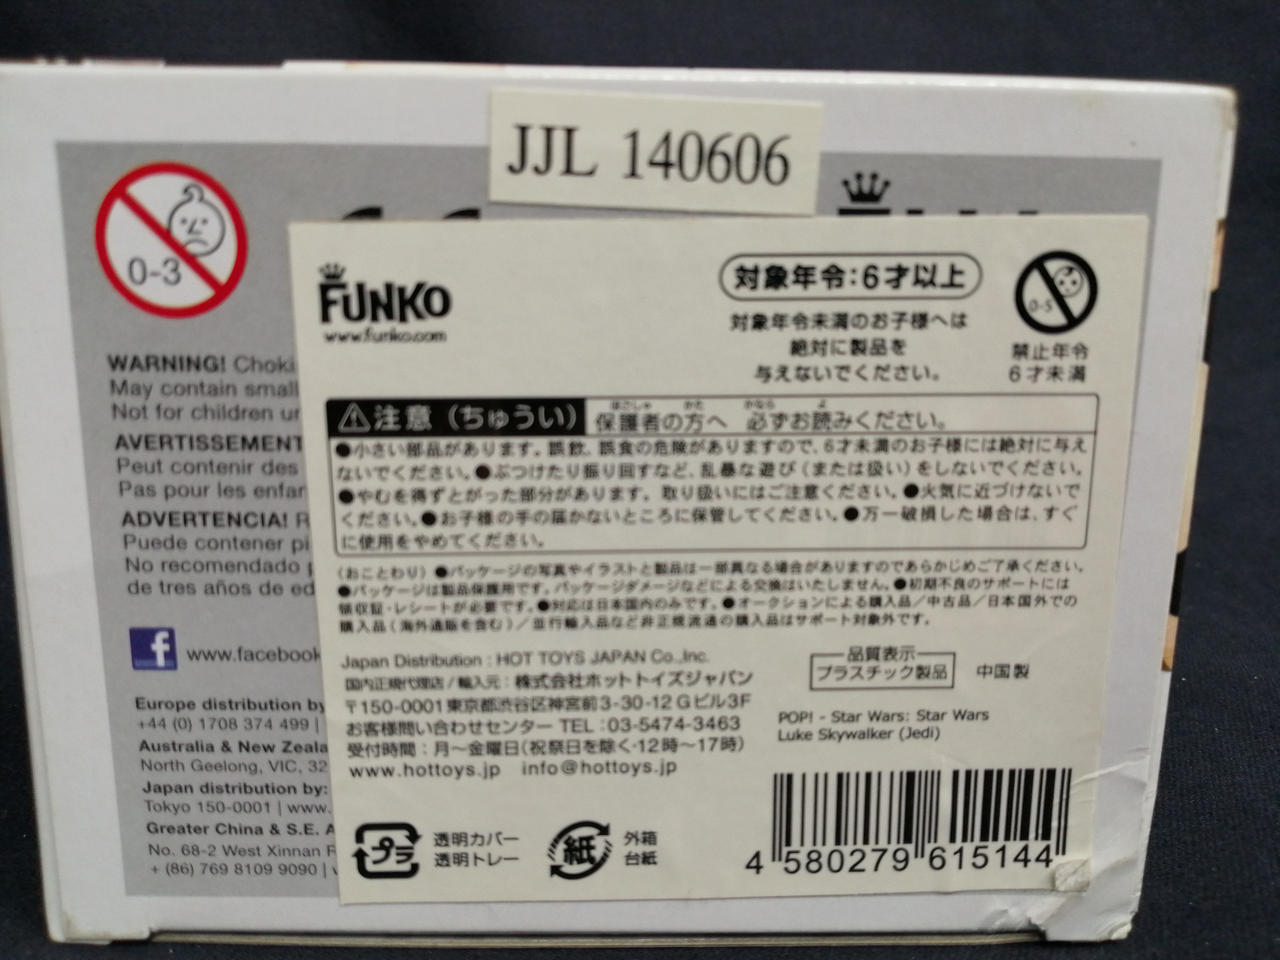 JJL 140606
0-3
WARNING! Choki
May contain small
Not for children un
AVERTISSEMENT
Peut contenir des
Pas pour les enfan
ADVERTENCIA! R
Puede contener pi
No recomendado p
de tres años de ed
www.facebook
Europe distribution by
+44 (0) 1708 374 499 |
Australia & New Zeala
North Geelong, VIC, 32
Japan distribution by:
Tokyo 150-0001 | www.
Greater China & S.E. A
No. 68-2 West Xinnan R
+ (86) 769 8109 9090 |
FUNKO
www.funko.com
対象年令:6才以上
対象年令未満のお子様へは
絶対に製品を
与えないでください。
0-5
禁止年令
6才未満
注意(ちゅうい) 保護者の方へ 必ずお読みください。
ほごしゃ かた かなら よ
●小さい部品があります。誤飲、誤食の危険がありますので、6才未満のお子様には絶対に与え
ないでください。●ぶつけたり振り回すなど、乱暴な遊び(または扱い)をしないでください。
●やむを得ずとがった部分があります。取り扱いにはご注意ください。●火気に近づけないで
ください。●お子様の手の届かないところに保管してください。●万一破損した場合は、すぐ
に使用をやめてください。
(おことわり) ●パッケージの写真やイラストと製品は一部異なる場合がありますのであらかじめご了承ください。
●パッケージは製品保護用です。パッケージダメージなどによる交換はいたしません。●初期不良のサポートには
領収証・レシートが必要です。●対応は日本国内のみです。●オークションによる購入品/中古品/日本国外での
購入品(海外通販を含む)/並行輸入品など非正規流通の購入品はサポート対象外です。
Japan Distribution : HOT TOYS JAPAN Co.,Inc.
国内正規代理店/輸入元:株式会社ホットトイズジャパン
〒150-0001東京都渋谷区神宮前3-30-12 Gビル3F
お客様問い合わせセンター TEL:03-5474-3463
受付時間:月~金曜日(祝祭日を除く・12時~17時)
www.hottoys.jp info@hottoys.jp
品質表示
プラスチック製品 中国製
POP! - Star Wars: Star Wars
Luke Skywalker (Jedi)
プラ
透明カバー
透明トレー
紙
外箱
台紙
4 580279 615144